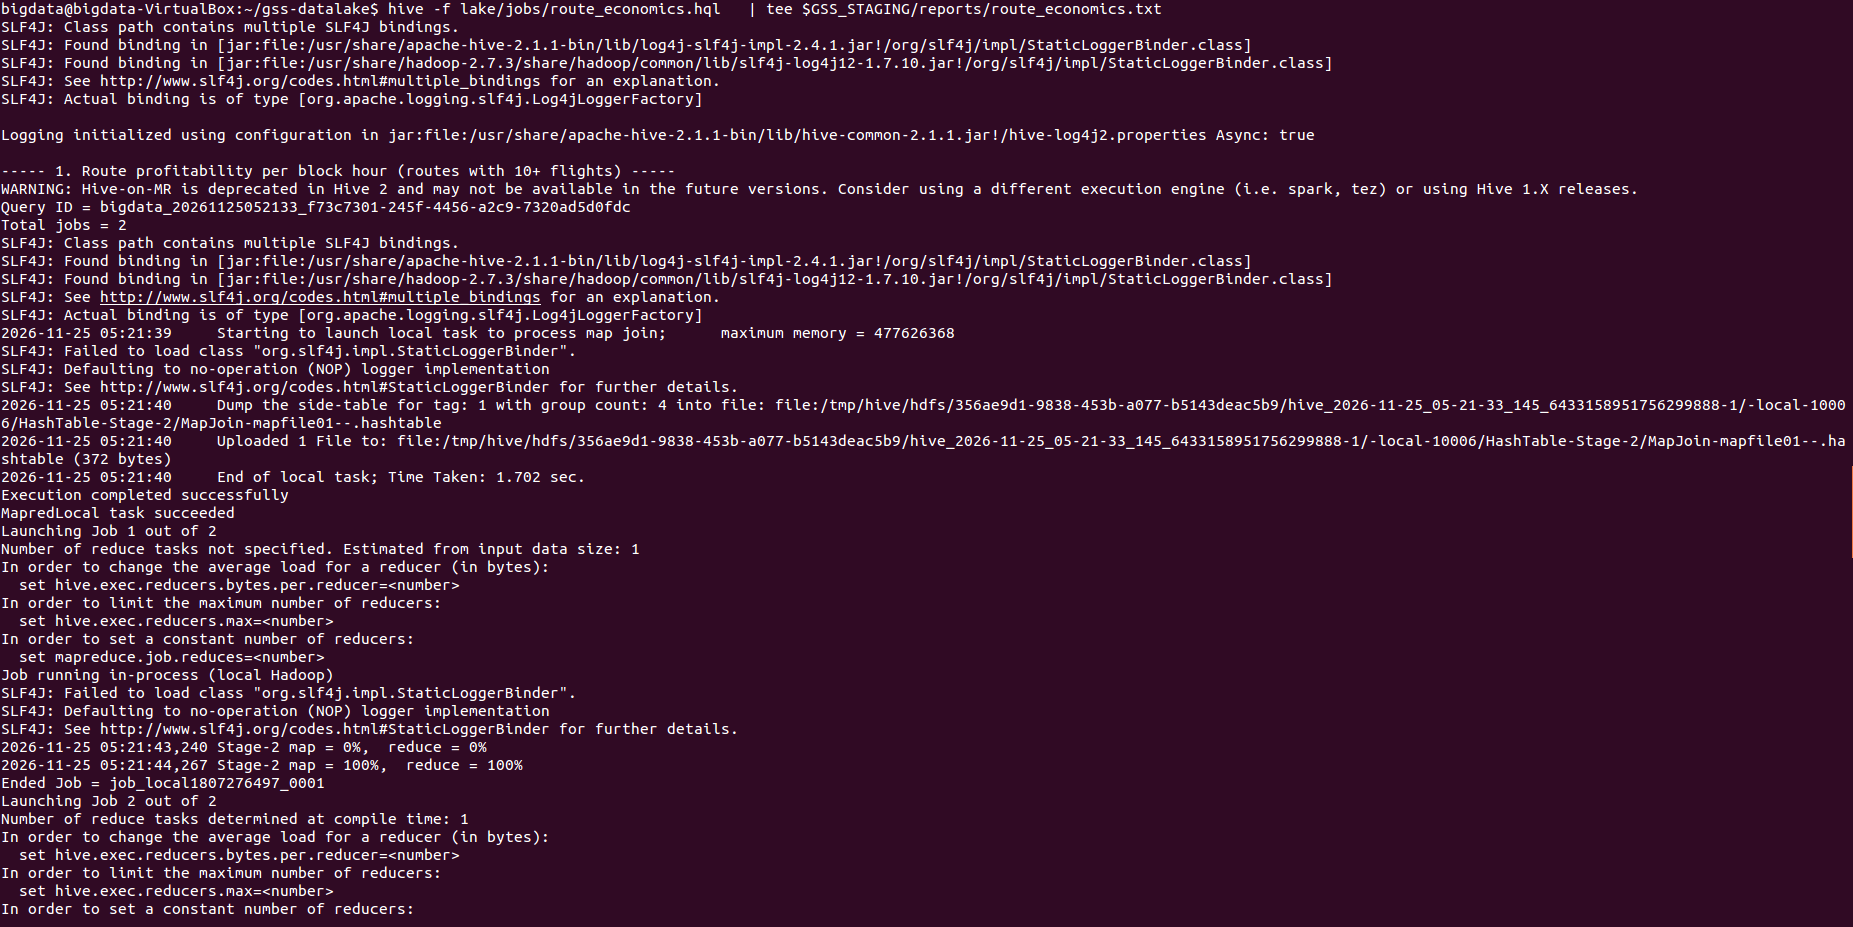 bigdata@bigdata-VirtualBox:~/gss-datalake$ hive -f lake/jobs/route_economics.hql   | tee $GSS_STAGING/reports/route_economics.txt
SLF4J: Class path contains multiple SLF4J bindings.
SLF4J: Found binding in [jar:file:/usr/share/apache-hive-2.1.1-bin/lib/log4j-slf4j-impl-2.4.1.jar!/org/slf4j/impl/StaticLoggerBinder.class]
SLF4J: Found binding in [jar:file:/usr/share/hadoop-2.7.3/share/hadoop/common/lib/slf4j-log4j12-1.7.10.jar!/org/slf4j/impl/StaticLoggerBinder.class]
SLF4J: See http://www.slf4j.org/codes.html#multiple_bindings for an explanation.
SLF4J: Actual binding is of type [org.apache.logging.slf4j.Log4jLoggerFactory]

Logging initialized using configuration in jar:file:/usr/share/apache-hive-2.1.1-bin/lib/hive-common-2.1.1.jar!/hive-log4j2.properties Async: true

----- 1. Route profitability per block hour (routes with 10+ flights) -----
WARNING: Hive-on-MR is deprecated in Hive 2 and may not be available in the future versions. Consider using a different execution engine (i.e. spark, tez) or using Hive 1.X releases.
Query ID = bigdata_20261125052133_f73c7301-245f-4456-a2c9-7320ad5d0fdc
Total jobs = 2
SLF4J: Class path contains multiple SLF4J bindings.
SLF4J: Found binding in [jar:file:/usr/share/apache-hive-2.1.1-bin/lib/log4j-slf4j-impl-2.4.1.jar!/org/slf4j/impl/StaticLoggerBinder.class]
SLF4J: Found binding in [jar:file:/usr/share/hadoop-2.7.3/share/hadoop/common/lib/slf4j-log4j12-1.7.10.jar!/org/slf4j/impl/StaticLoggerBinder.class]
SLF4J: See http://www.slf4j.org/codes.html#multiple_bindings for an explanation.
SLF4J: Actual binding is of type [org.apache.logging.slf4j.Log4jLoggerFactory]
2026-11-25 05:21:39     Starting to launch local task to process map join;      maximum memory = 477626368
SLF4J: Failed to load class "org.slf4j.impl.StaticLoggerBinder".
SLF4J: Defaulting to no-operation (NOP) logger implementation
SLF4J: See http://www.slf4j.org/codes.html#StaticLoggerBinder for further details.
2026-11-25 05:21:40     Dump the side-table for tag: 1 with group count: 4 into file: file:/tmp/hive/hdfs/356ae9d1-9838-453b-a077-b5143deac5b9/hive_2026-11-25_05-21-33_145_6433158951756299888-1/-local-1000
6/HashTable-Stage-2/MapJoin-mapfile01--.hashtable
2026-11-25 05:21:40     Uploaded 1 File to: file:/tmp/hive/hdfs/356ae9d1-9838-453b-a077-b5143deac5b9/hive_2026-11-25_05-21-33_145_6433158951756299888-1/-local-10006/HashTable-Stage-2/MapJoin-mapfile01--.ha
shtable (372 bytes)
2026-11-25 05:21:40     End of local task; Time Taken: 1.702 sec.
Execution completed successfully
MapredLocal task succeeded
Launching Job 1 out of 2
Number of reduce tasks not specified. Estimated from input data size: 1
In order to change the average load for a reducer (in bytes):
  set hive.exec.reducers.bytes.per.reducer=<number>
In order to limit the maximum number of reducers:
  set hive.exec.reducers.max=<number>
In order to set a constant number of reducers:
  set mapreduce.job.reduces=<number>
Job running in-process (local Hadoop)
SLF4J: Failed to load class "org.slf4j.impl.StaticLoggerBinder".
SLF4J: Defaulting to no-operation (NOP) logger implementation
SLF4J: See http://www.slf4j.org/codes.html#StaticLoggerBinder for further details.
2026-11-25 05:21:43,240 Stage-2 map = 0%,  reduce = 0%
2026-11-25 05:21:44,267 Stage-2 map = 100%,  reduce = 100%
Ended Job = job_local1807276497_0001
Launching Job 2 out of 2
Number of reduce tasks determined at compile time: 1
In order to change the average load for a reducer (in bytes):
  set hive.exec.reducers.bytes.per.reducer=<number>
In order to limit the maximum number of reducers:
  set hive.exec.reducers.max=<number>
In order to set a constant number of reducers: